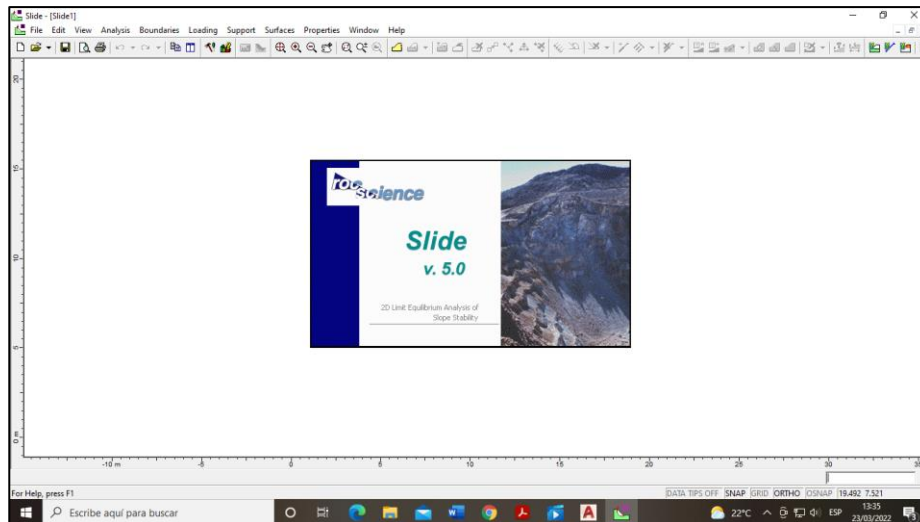 Slide - [Slide1]
File Edit View Analysis Boundaries Loading Support Surfaces Properties Window Help
20
15
rocscience
Slide
v. 5.0
10
2D Limit Equilibrium Analysis of
Slope Stability
5
0 m
-10 m -5 0 5 10 15 20 25 30 35
For Help, press F1
DATA TIPS OFF SNAP GRID ORTHO OSNAP 19.492 7.521
Escribe aquí para buscar
22°C ESP 13:35
23/03/2022